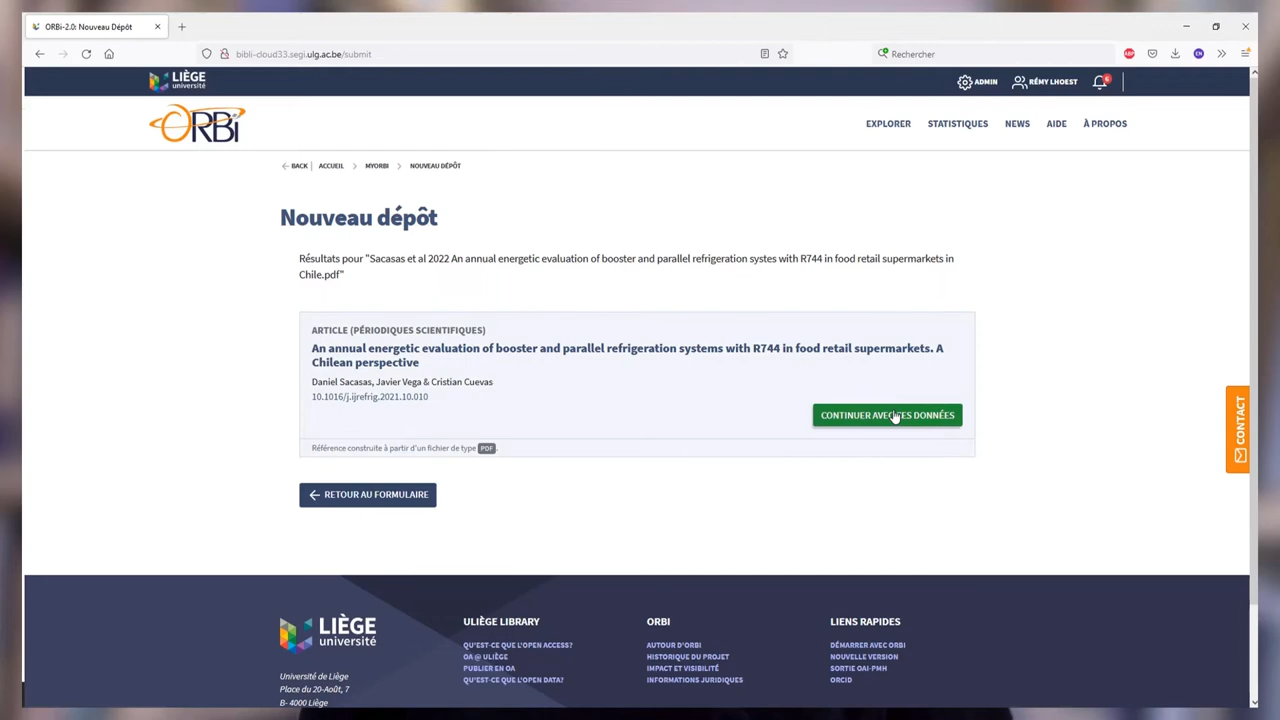 ORBi-2.0: Nouveau Dépôt
bibli-cloud33.segi.ulg.ac.be/submit
Rechercher
ABP
EN
LIÈGE
université
ADMIN
RÉMY LHOEST
6
ORBi
EXPLORER
STATISTIQUES
NEWS
AIDE
À PROPOS
BACK
ACCUEIL
MYORBI
NOUVEAU DÉPÔT
Nouveau dépôt
Résultats pour "Sacasas et al 2022 An annual energetic evaluation of booster and parallel refrigeration systes with R744 in food retail supermarkets in
Chile.pdf"
ARTICLE (PÉRIODIQUES SCIENTIFIQUES)
An annual energetic evaluation of booster and parallel refrigeration systems with R744 in food retail supermarkets. A
Chilean perspective
Daniel Sacasas, Javier Vega & Cristian Cuevas
10.1016/j.ijrefrig.2021.10.010
CONTINUER AVEC CES DONNÉES
Référence construite à partir d'un fichier de type PDF.
RETOUR AU FORMULAIRE
CONTACT
LIÈGE
université
Université de Liège
Place du 20-Août, 7
B- 4000 Liège
ULIÈGE LIBRARY
QU'EST-CE QUE L'OPEN ACCESS?
OA @ ULIÈGE
PUBLIER EN OA
QU'EST-CE QUE L'OPEN DATA?
ORBI
AUTOUR D'ORBI
HISTORIQUE DU PROJET
IMPACT ET VISIBILITÉ
INFORMATIONS JURIDIQUES
LIENS RAPIDES
DÉMARRER AVEC ORBI
NOUVELLE VERSION
SORTIE OAI-PMH
ORCID